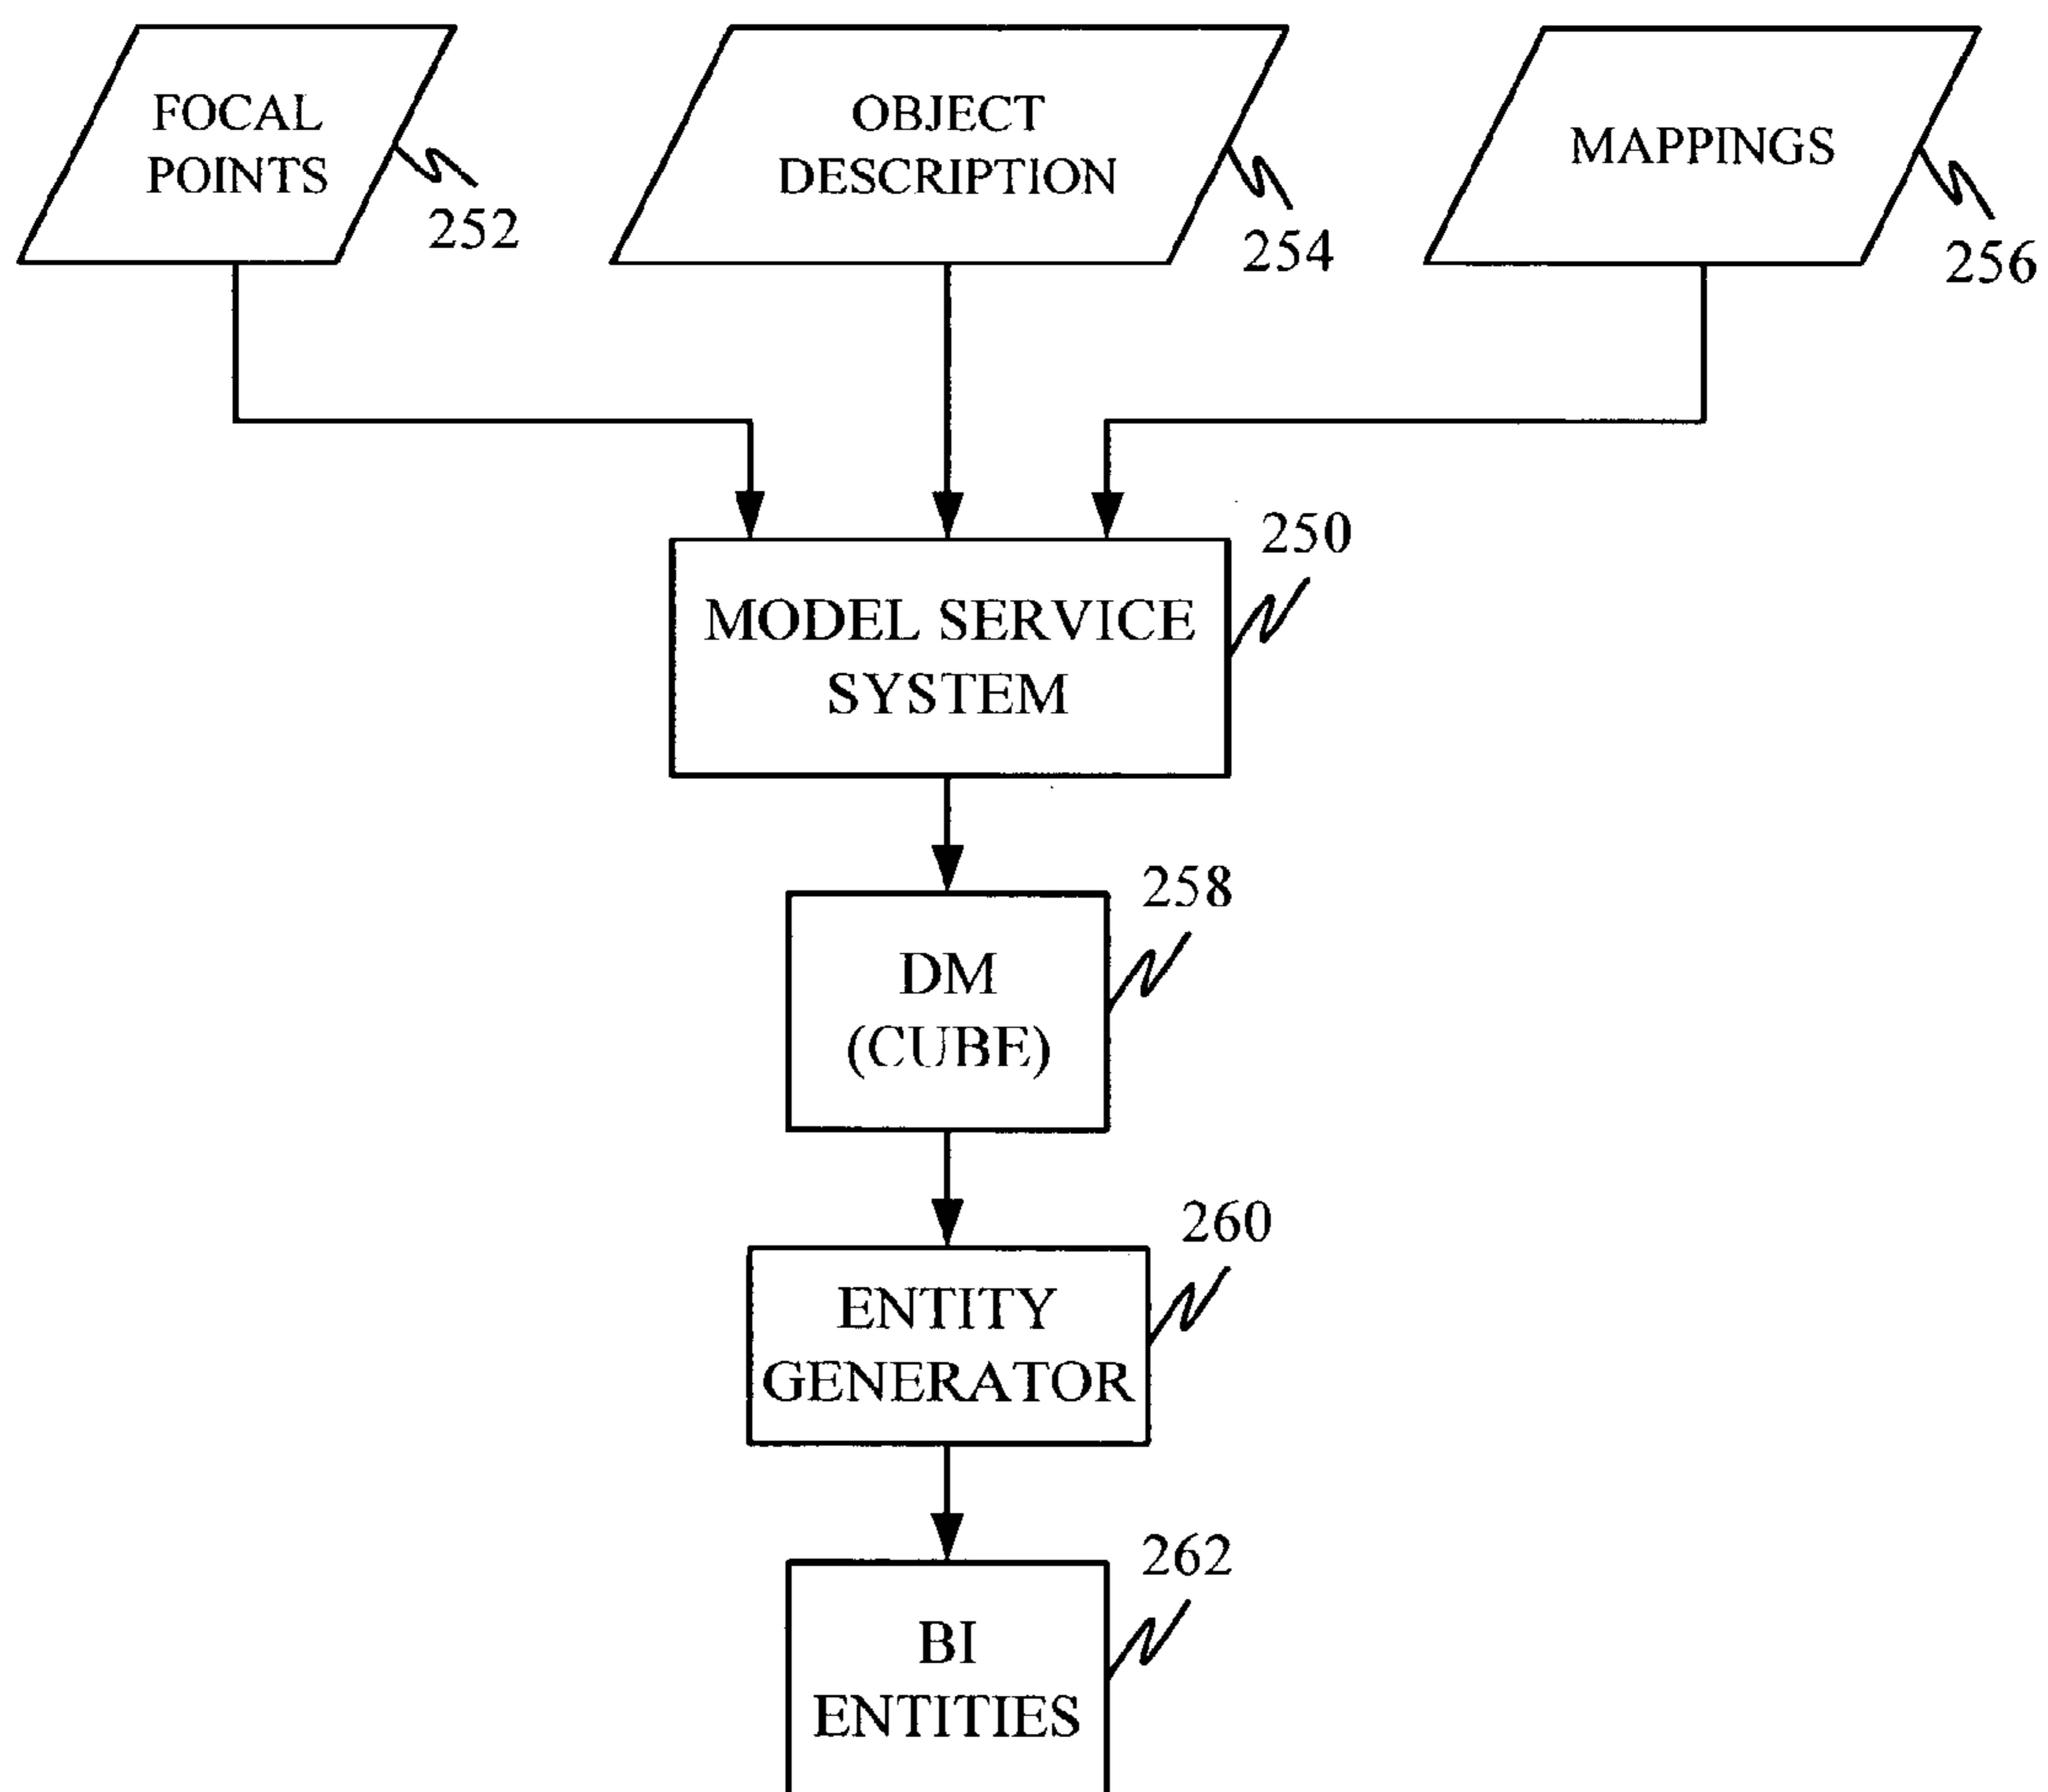 FOCAL
POINTS
252
OBJECT
DESCRIPTION
254
MAPPINGS
256
250
MODEL SERVICE
SYSTEM
258
DM
(CUBE)
260
ENTITY
GENERATOR
262
BI
ENTITIES